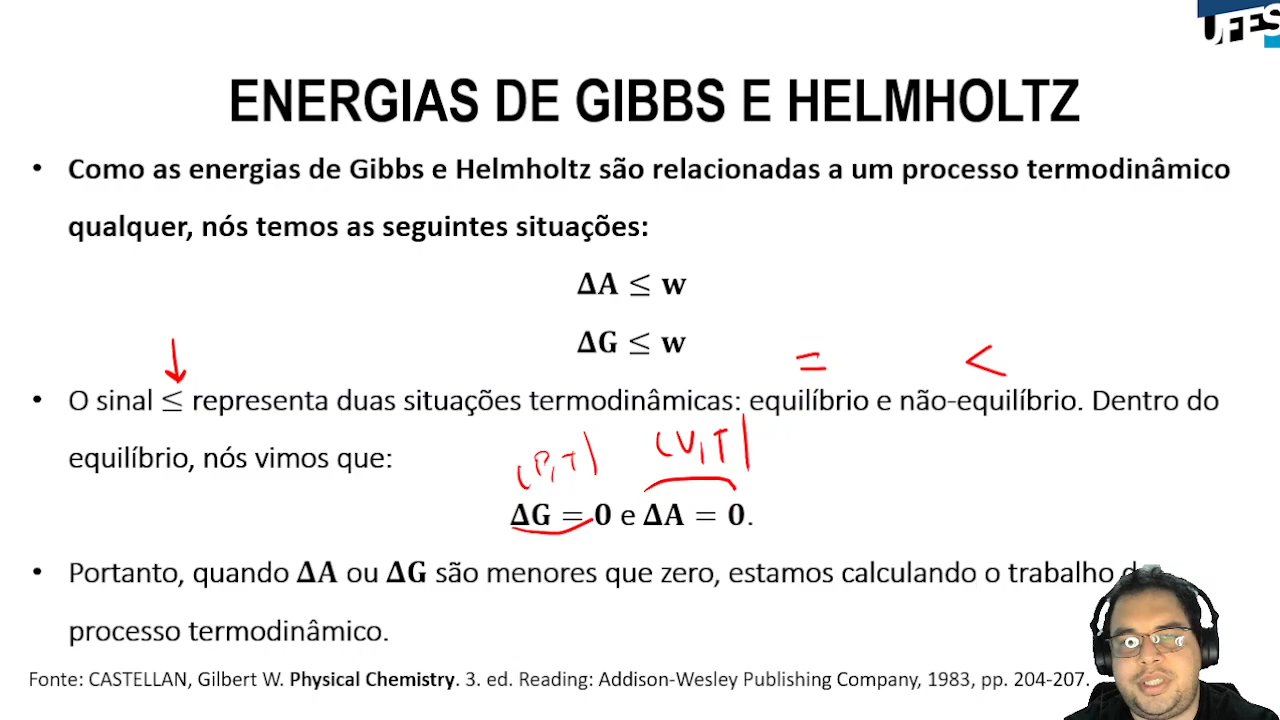 UFES
ENERGIAS DE GIBBS E HELMHOLTZ
• Como as energias de Gibbs e Helmholtz são relacionadas a um processo termodinâmico
qualquer, nós temos as seguintes situações:
ΔA ≤ w
ΔG ≤ w
= <
• O sinal ≤ representa duas situações termodinâmicas: equilíbrio e não-equilíbrio. Dentro do
equilíbrio, nós vimos que:
(P, T) (V, T)
ΔG = 0 e ΔA = 0.
• Portanto, quando ΔA ou ΔG são menores que zero, estamos calculando o trabalho
processo termodinâmico.
Fonte: CASTELLAN, Gilbert W. Physical Chemistry. 3. ed. Reading: Addison-Wesley Publishing Company, 1983, pp. 204-207.